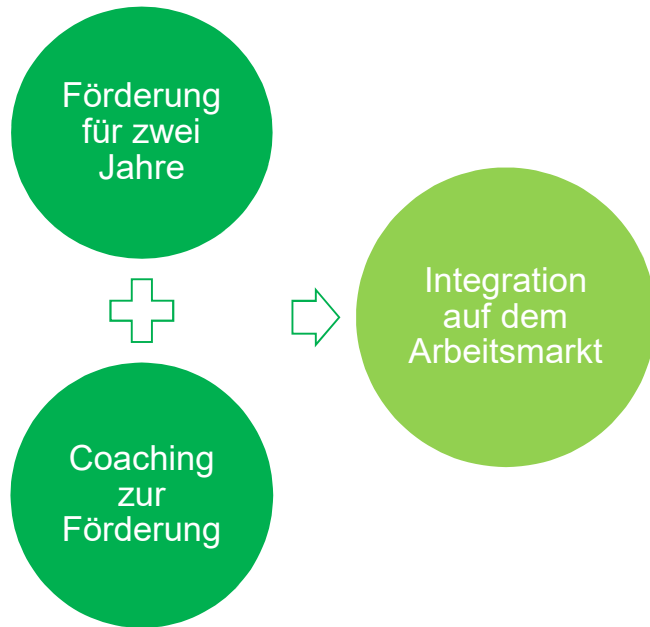 Förderung
für zwei
Jahre
Coaching
zur
Förderung
Integration
auf dem
Arbeitsmarkt